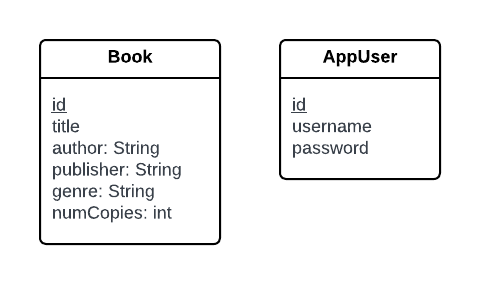 Book
id
title
author: String
publisher: String
genre: String
numCopies: int
AppUser
id
username
password